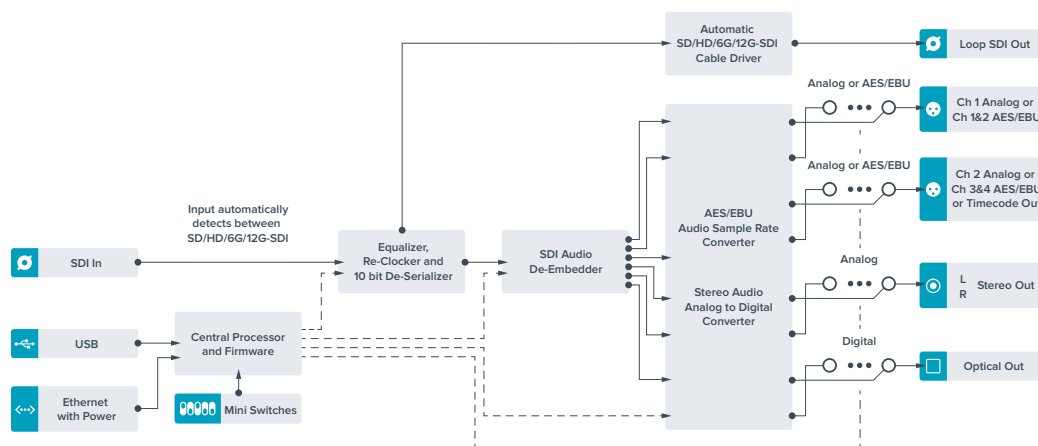 Automatic
SD/HD/6G/12G-SDI
Cable Driver
Loop SDI Out
Analog or AES/EBU
Ch 1 Analog or
Ch 1&2 AES/EBU
Analog or AES/EBU
Ch 2 Analog or
Ch 3&4 AES/EBU
or Timecode Out
Input automatically
detects between
SD/HD/6G/12G-SDI
AES/EBU
Audio Sample Rate
Converter
SDI In
Equalizer,
Re-Clocker and
10 bit De-Serializer
SDI Audio
De-Embedder
Analog
L
R
Stereo Out
Stereo Audio
Analog to Digital
Converter
USB
Central Processor
and Firmware
Digital
Optical Out
Ethernet
with Power
Mini Switches